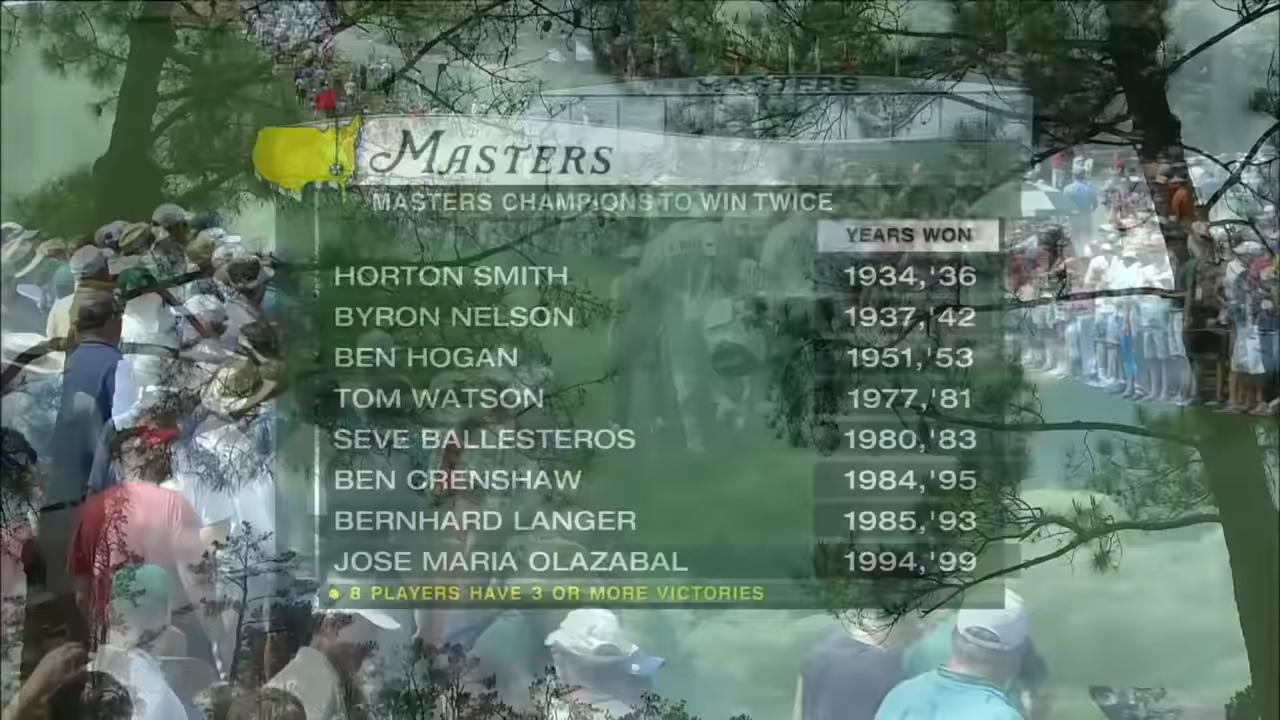 MASTERS
MASTERS
MASTERS CHAMPIONS TO WIN TWICE
YEARS WON
HORTON SMITH 1934,'36
BYRON NELSON 1937,'42
BEN HOGAN 1951,'53
TOM WATSON 1977,'81
SEVE BALLESTEROS 1980,'83
BEN CRENSHAW 1984,'95
BERNHARD LANGER 1985,'93
JOSE MARIA OLAZABAL 1994,'99
• 8 PLAYERS HAVE 3 OR MORE VICTORIES